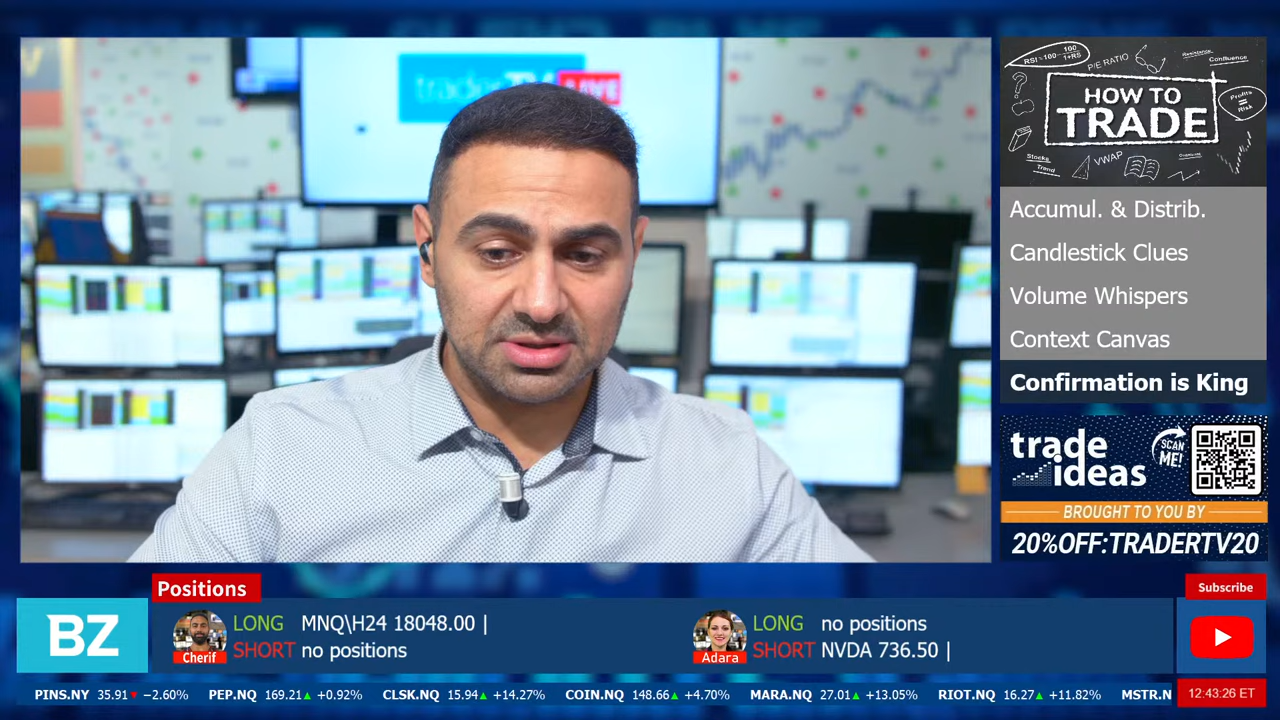 traderTV LIVE
RSI=100- 100
1+RS
P/E RATIO
Resistance
Confluence
HOW TO
TRADE
Profits
=
Risk
Stocks
Trend
VWAP
Accumul. & Distrib.
Candlestick Clues
Volume Whispers
Context Canvas
Confirmation is King
trade
ideas
SCAN
ME!
BROUGHT TO YOU BY
20%OFF:TRADERTV20
Positions
Subscribe
BZ
Cherif
LONG MNQ\H24 18048.00 |
SHORT no positions
Adara
LONG no positions
SHORT NVDA 736.50 |
PINS.NY 35.91▼ −2.60% PEP.NQ 169.21▲ +0.92% CLSK.NQ 15.94▲ +14.27% COIN.NQ 148.66▲ +4.70% MARA.NQ 27.01▲ +13.05% RIOT.NQ 16.27▲ +11.82% MSTR.N
12:43:26 ET